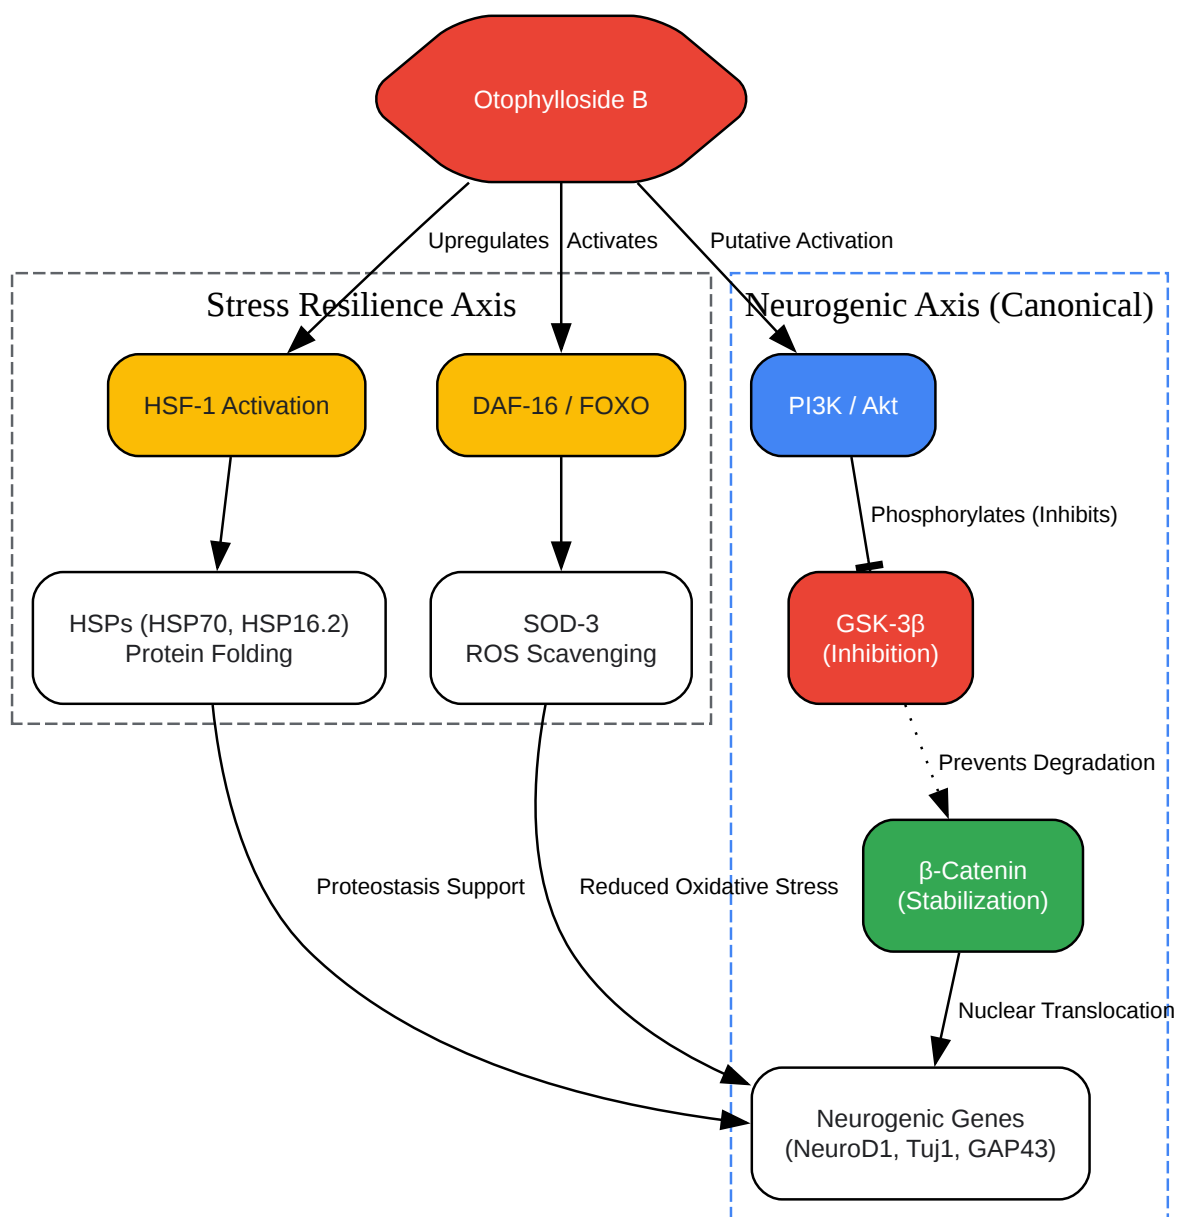 Otophylloside B
Upregulates
Activates
Putative Activation
Stress Resilience Axis
Neurogenic Axis (Canonical)
HSF-1 Activation
DAF-16 / FOXO
PI3K / Akt
Phosphorylates (Inhibits)
HSPs (HSP70, HSP16.2)
Protein Folding
SOD-3
ROS Scavenging
GSK-3β
(Inhibition)
Prevents Degradation
β-Catenin
(Stabilization)
Proteostasis Support
Reduced Oxidative Stress
Nuclear Translocation
Neurogenic Genes
(NeuroD1, Tuj1, GAP43)